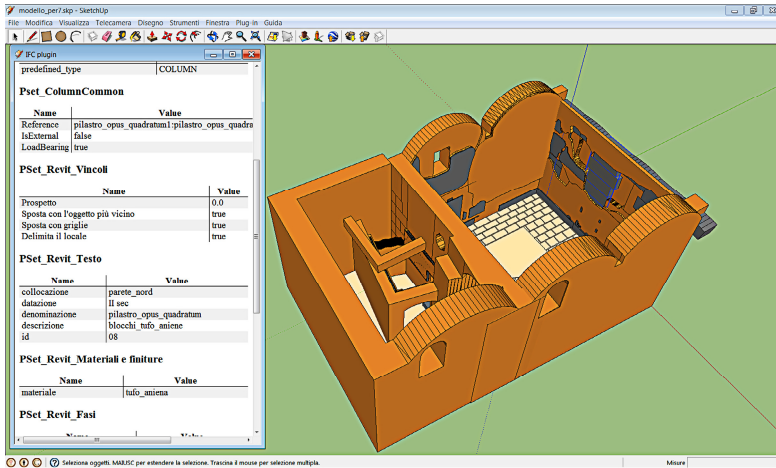 modello_per7.skp - SketchUp
File Modifica Visualizza Telecamera Disegno Strumenti Finestra Plug-in Guida
IFC plugin
predefined_type COLUMN
Pset_ColumnCommon
Name Value
Reference pilastro_opus_quadratum1:pilastro_opus_quadra
IsExternal false
LoadBearing true
PSet_Revit_Vincoli
Name Value
Prospetto 0.0
Sposta con l'oggetto più vicino true
Sposta con griglie true
Delimita il locale true
PSet_Revit_Testo
Name Value
collocazione parete_nord
datazione II sec
denominazione pilastro_opus_quadratum
descrizione blocchi_tufo_aniene
id 08
PSet_Revit_Materiali e finiture
Name Value
materiale tufo_aniena
PSet_Revit_Fasi
Name Value
Seleziona oggetti. MAIUSC per estendere la selezione. Trascina il mouse per selezione multipla.
Misure